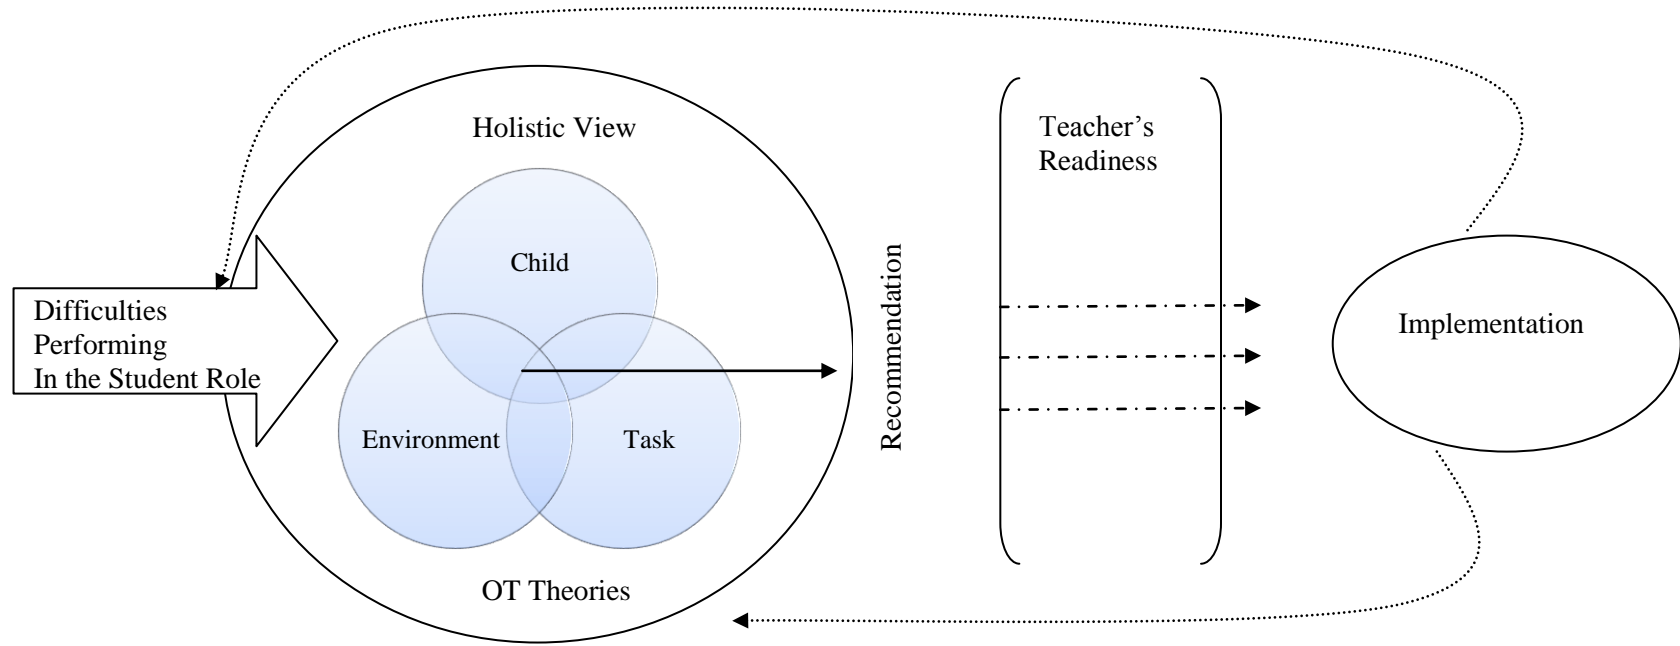 Holistic View
Teacher's
Readiness
Child
Difficulties
Performing
In the Student Role
Recommendation
Implementation
Environment
Task
OT Theories